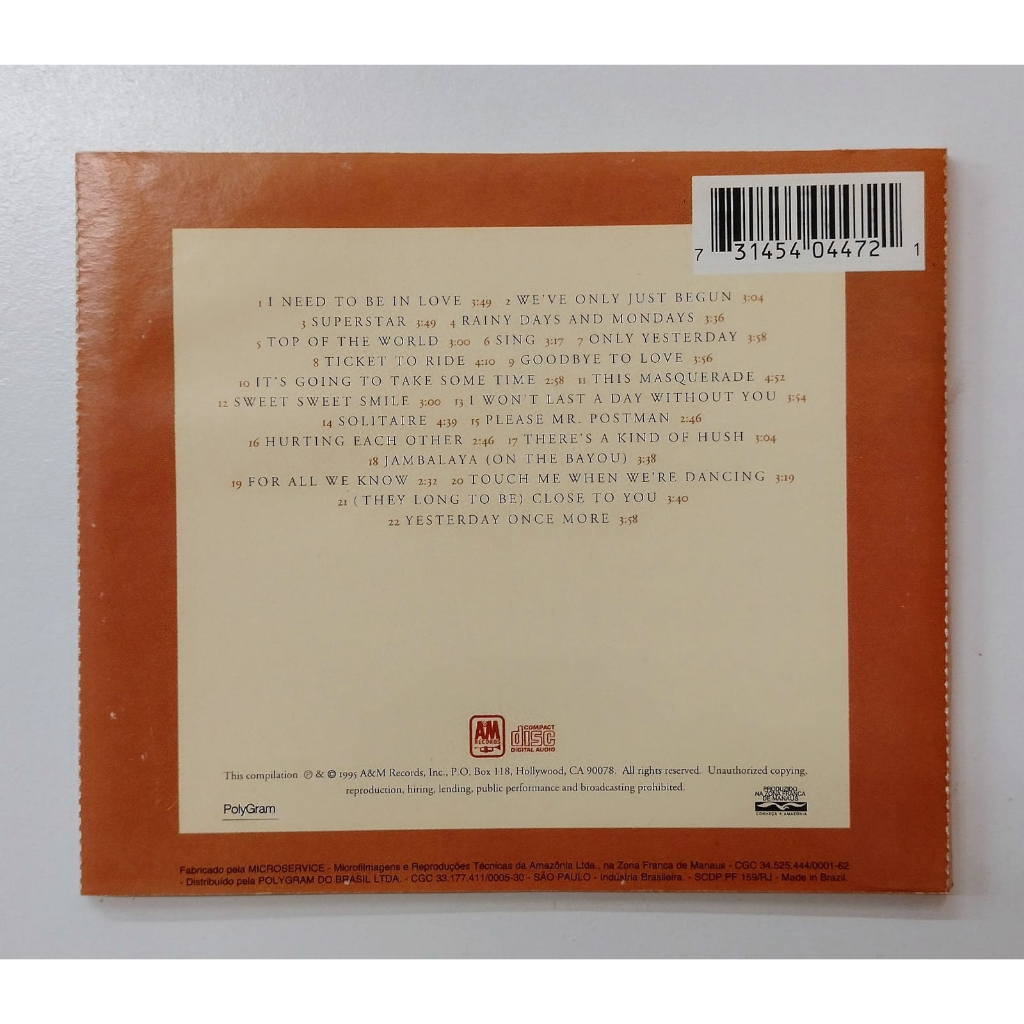 7 31454 04472 1
1 I NEED TO BE IN LOVE 3:49 2 WE'VE ONLY JUST BEGUN 3:04
3 SUPERSTAR 3:49 4 RAINY DAYS AND MONDAYS 3:36
5 TOP OF THE WORLD 3:00 6 SING 3:17 7 ONLY YESTERDAY 3:58
8 TICKET TO RIDE 4:10 9 GOODBYE TO LOVE 3:56
10 IT'S GOING TO TAKE SOME TIME 2:58 11 THIS MASQUERADE 4:52
12 SWEET SWEET SMILE 3:00 13 I WON'T LAST A DAY WITHOUT YOU 3:54
14 SOLITAIRE 4:39 15 PLEASE MR. POSTMAN 2:46
16 HURTING EACH OTHER 2:46 17 THERE'S A KIND OF HUSH 3:04
18 JAMBALAYA (ON THE BAYOU) 3:38
19 FOR ALL WE KNOW 2:32 20 TOUCH ME WHEN WE'RE DANCING 3:19
21 (THEY LONG TO BE) CLOSE TO YOU 3:40
22 YESTERDAY ONCE MORE 3:58
A&M RECORDS
COMPACT disc DIGITAL AUDIO
This compilation ℗ & © 1995 A&M Records, Inc., P.O. Box 118, Hollywood, CA 90078. All rights reserved. Unauthorized copying,
reproduction, hiring, lending, public performance and broadcasting prohibited.
PolyGram
PRODUZIDO
NA ZONA FRANCA
DE MANAUS
CONHEÇA A AMAZÔNIA
Fabricado pela MICROSERVICE - Microfilmagens e Reproduções Técnicas da Amazônia Ltda., na Zona Franca de Manaus - CGC 34.525.444/0001-62
- Distribuído pela POLYGRAM DO BRASIL LTDA. - CGC 33.177.411/0005-30 - SÃO PAULO - Indústria Brasileira. - SCDP PF 159/RJ - Made in Brazil.